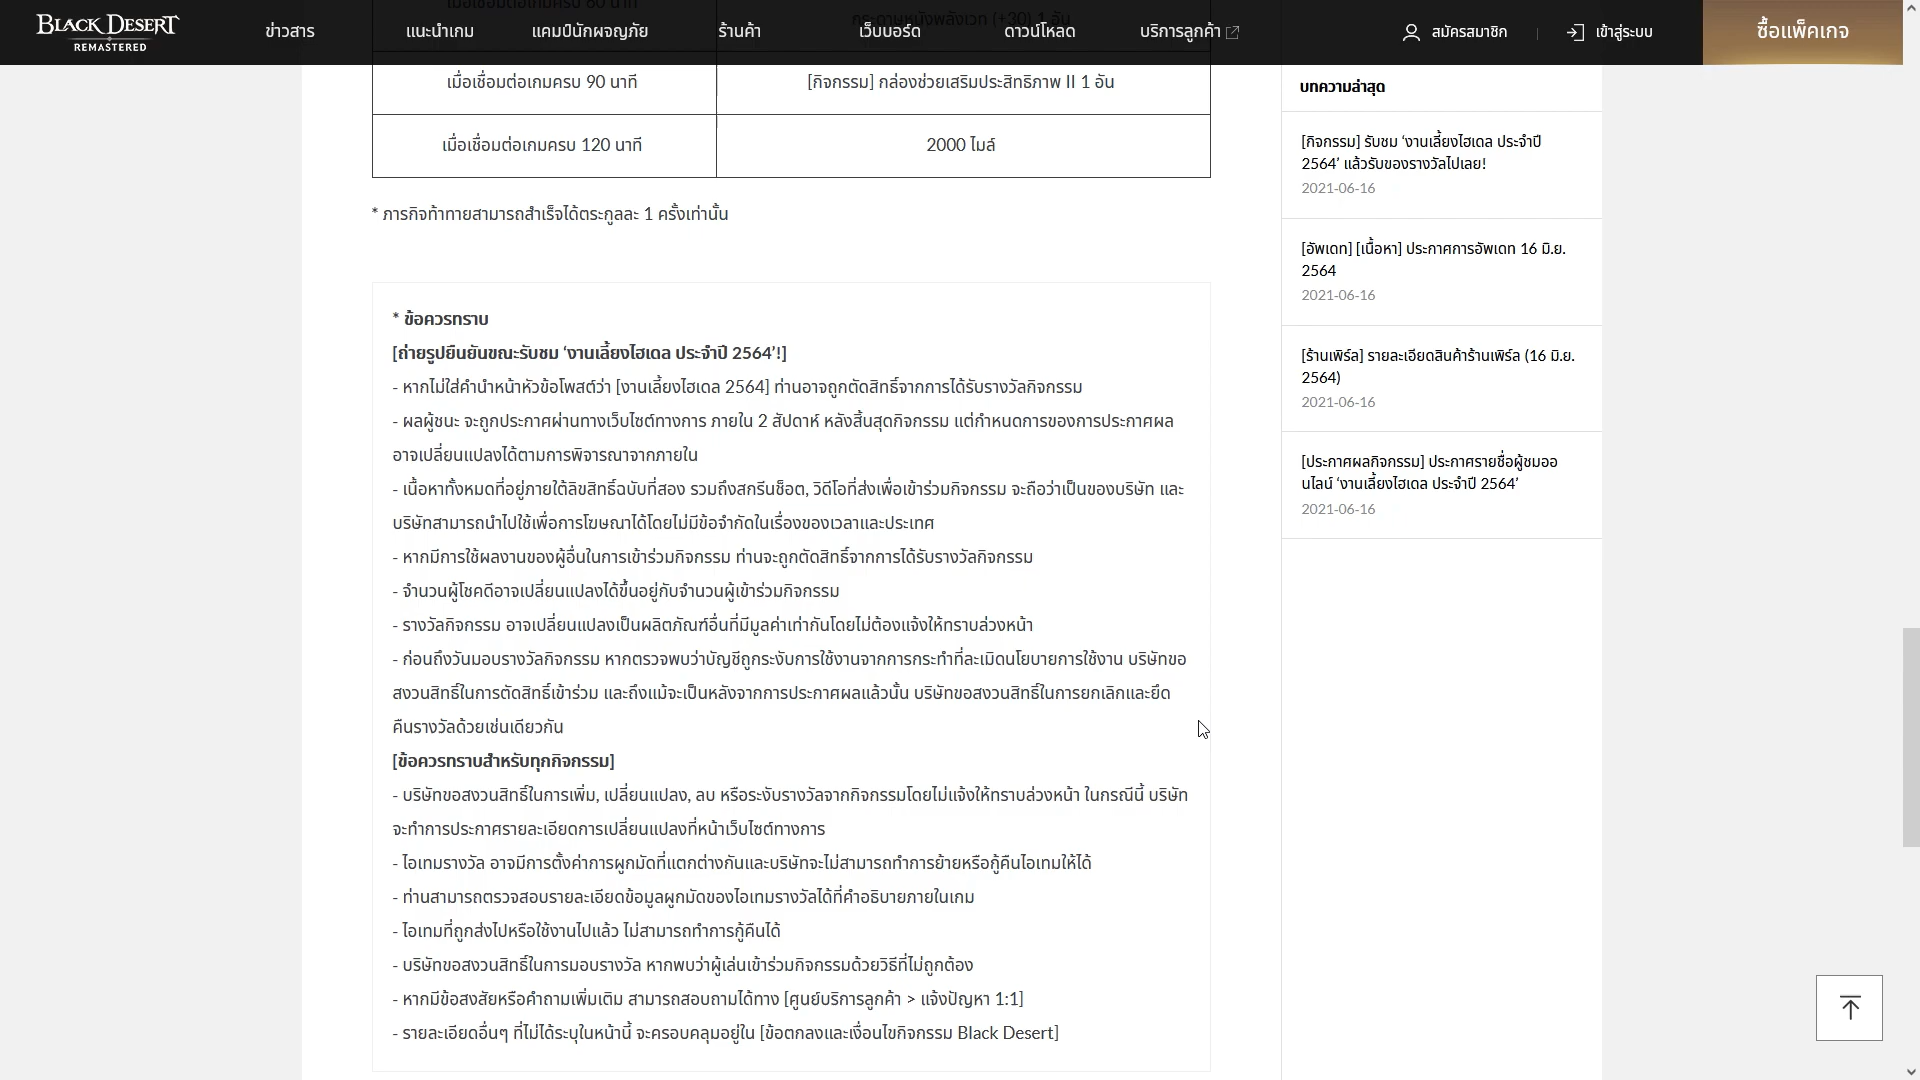 BLACK DESERT
REMASTERED
ข่าวสาร
แนะนำเกม
แคมป์นักผจญภัย
ร้านค้า
เว็บบอร์ด
ดาวน์โหลด
บริการลูกค้า
สมัครสมาชิก
เข้าสู่ระบบ
ซื้อแพ็คเกจ
เมื่อเชื่อมต่อเกมครบ 60 นาที
กระดาษหนังพลังเวท (+30) 1 อัน
เมื่อเชื่อมต่อเกมครบ 90 นาที
[กิจกรรม] กล่องช่วยเสริมประสิทธิภาพ II 1 อัน
เมื่อเชื่อมต่อเกมครบ 120 นาที
2000 ไมล์
* ภารกิจท้าทายสามารถสำเร็จได้ตระกูลละ 1 ครั้งเท่านั้น
* ข้อควรทราบ
[ถ่ายรูปยืนยันขณะรับชม ‘งานเลี้ยงไฮเดล ประจำปี 2564’!]
- หากไม่ใส่คำนำหน้าหัวข้อโพสต์ว่า [งานเลี้ยงไฮเดล 2564] ท่านอาจถูกตัดสิทธิ์จากการได้รับรางวัลกิจกรรม
- ผลผู้ชนะ จะถูกประกาศผ่านทางเว็บไซต์ทางการ ภายใน 2 สัปดาห์ หลังสิ้นสุดกิจกรรม แต่กำหนดการของการประกาศผล
อาจเปลี่ยนแปลงได้ตามการพิจารณาจากภายใน
- เนื้อหาทั้งหมดที่อยู่ภายใต้ลิขสิทธิ์ฉบับที่สอง รวมถึงสกรีนช็อต, วิดีโอที่ส่งเพื่อเข้าร่วมกิจกรรม จะถือว่าเป็นของบริษัท และ
บริษัทสามารถนำไปใช้เพื่อการโฆษณาได้โดยไม่มีข้อจำกัดในเรื่องของเวลาและประเทศ
- หากมีการใช้ผลงานของผู้อื่นในการเข้าร่วมกิจกรรม ท่านจะถูกตัดสิทธิ์จากการได้รับรางวัลกิจกรรม
- จำนวนผู้โชคดีอาจเปลี่ยนแปลงได้ขึ้นอยู่กับจำนวนผู้เข้าร่วมกิจกรรม
- รางวัลกิจกรรม อาจเปลี่ยนแปลงเป็นผลิตภัณฑ์อื่นที่มีมูลค่าเท่ากันโดยไม่ต้องแจ้งให้ทราบล่วงหน้า
- ก่อนถึงวันมอบรางวัลกิจกรรม หากตรวจพบว่าบัญชีถูกระงับการใช้งานจากการกระทำที่ละเมิดนโยบายการใช้งาน บริษัทขอ
สงวนสิทธิ์ในการตัดสิทธิ์เข้าร่วม และถึงแม้จะเป็นหลังจากการประกาศผลแล้วนั้น บริษัทขอสงวนสิทธิ์ในการยกเลิกและยึด
คืนรางวัลด้วยเช่นเดียวกัน
[ข้อควรทราบสำหรับทุกกิจกรรม]
- บริษัทขอสงวนสิทธิ์ในการเพิ่ม, เปลี่ยนแปลง, ลบ หรือระงับรางวัลจากกิจกรรมโดยไม่แจ้งให้ทราบล่วงหน้า ในกรณีนี้ บริษัท
จะทำการประกาศรายละเอียดการเปลี่ยนแปลงที่หน้าเว็บไซต์ทางการ
- ไอเทมรางวัล อาจมีการตั้งค่าการผูกมัดที่แตกต่างกันและบริษัทจะไม่สามารถทำการย้ายหรือกู้คืนไอเทมให้ได้
- ท่านสามารถตรวจสอบรายละเอียดข้อมูลผูกมัดของไอเทมรางวัลได้ที่คำอธิบายภายในเกม
- ไอเทมที่ถูกส่งไปหรือใช้งานไปแล้ว ไม่สามารถทำการกู้คืนได้
- บริษัทขอสงวนสิทธิ์ในการมอบรางวัล หากพบว่าผู้เล่นเข้าร่วมกิจกรรมด้วยวิธีที่ไม่ถูกต้อง
- หากมีข้อสงสัยหรือคำถามเพิ่มเติม สามารถสอบถามได้ทาง [ศูนย์บริการลูกค้า > แจ้งปัญหา 1:1]
- รายละเอียดอื่นๆ ที่ไม่ได้ระบุในหน้านี้ จะครอบคลุมอยู่ใน [ข้อตกลงและเงื่อนไขกิจกรรม Black Desert]
บทความล่าสุด
[กิจกรรม] รับชม ‘งานเลี้ยงไฮเดล ประจำปี
2564’ แล้วรับของรางวัลไปเลย!
2021-06-16
[อัพเดท] [เนื้อหา] ประกาศการอัพเดท 16 มิ.ย.
2564
2021-06-16
[ร้านเพิร์ล] รายละเอียดสินค้าร้านเพิร์ล (16 มิ.ย.
2564)
2021-06-16
[ประกาศผลกิจกรรม] ประกาศรายชื่อผู้ชมออ
นไลน์ ‘งานเลี้ยงไฮเดล ประจำปี 2564’
2021-06-16